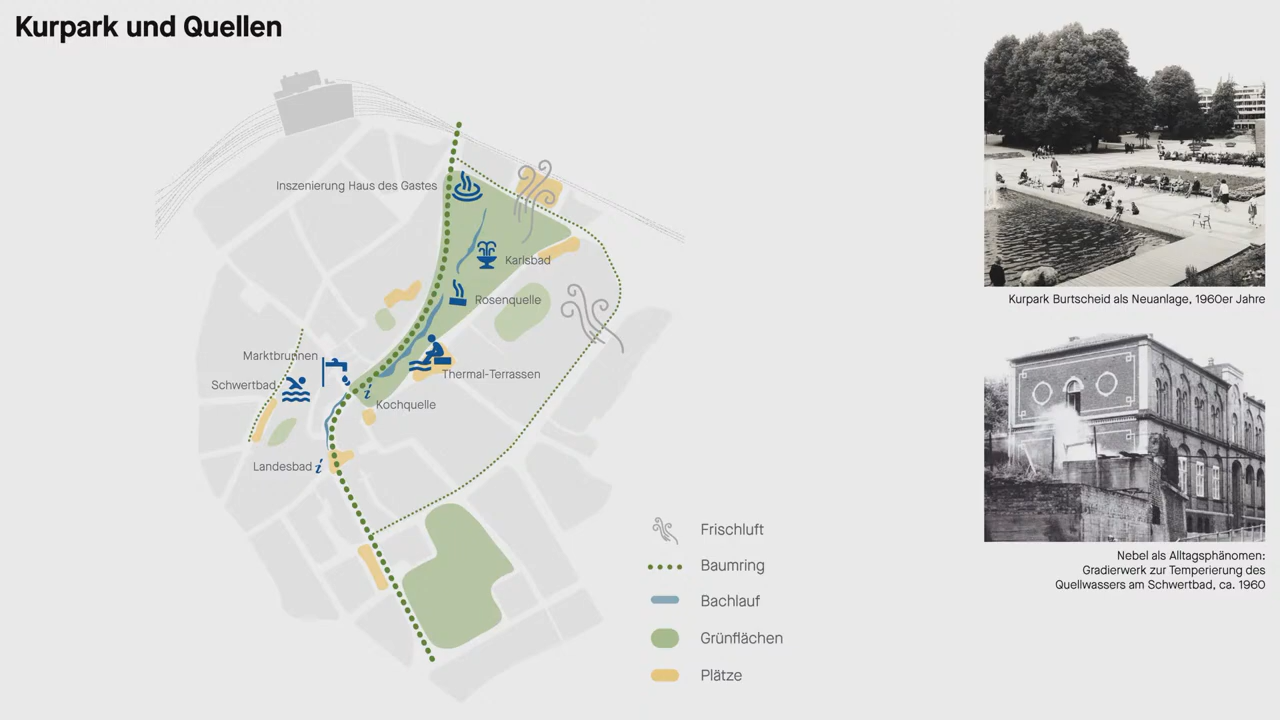 Kurpark und Quellen
Inszenierung Haus des Gastes
Karlsbad
Rosenquelle
Marktbrunnen
Thermal-Terrassen
Schwertbad
i
Kochquelle
Landesbad i
Frischluft
Baumring
Bachlauf
Grünflächen
Plätze
Kurpark Burtscheid als Neuanlage, 1960er Jahre
Nebel als Alltagsphänomen:
Gradierwerk zur Temperierung des
Quellwassers am Schwertbad, ca. 1960